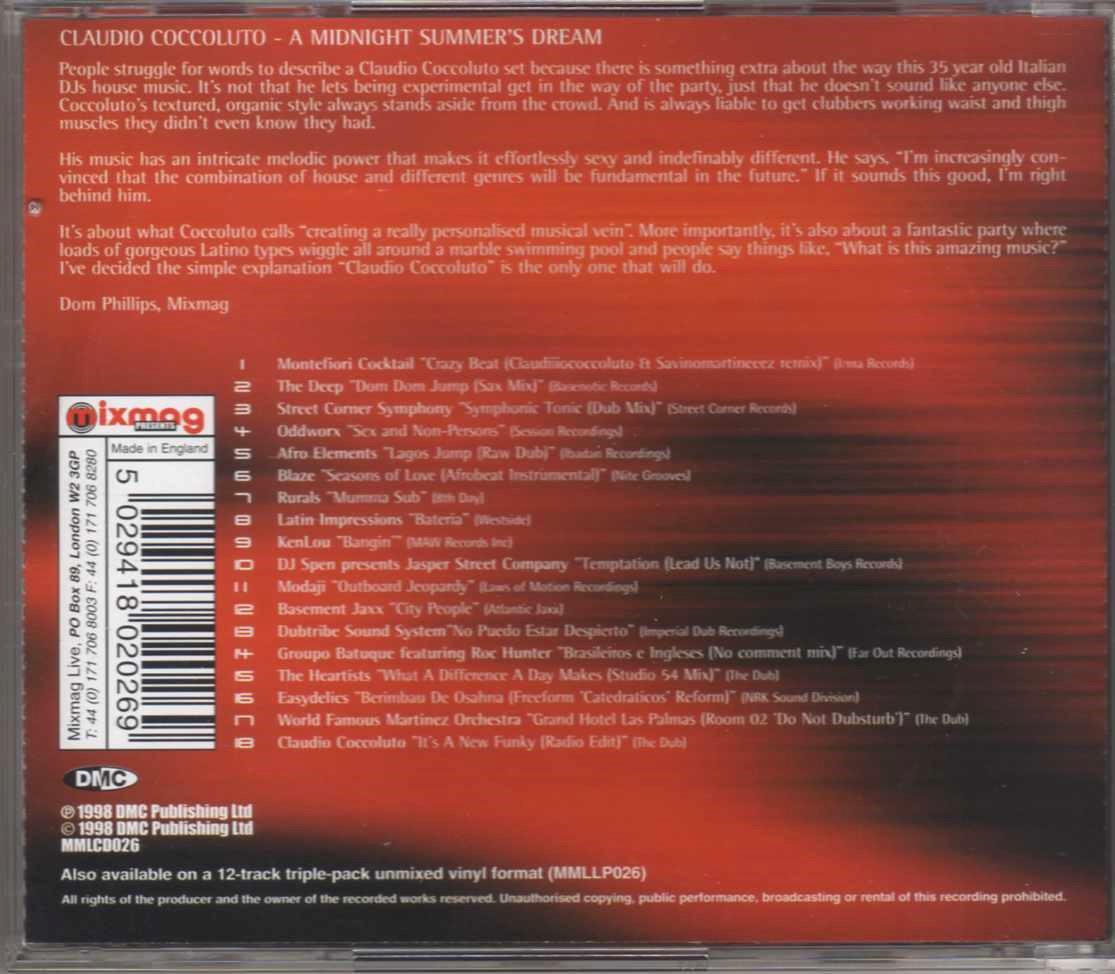 CLAUDIO COCCOLUTO - A MIDNIGHT SUMMER'S DREAM
People struggle for words to describe a Claudio Coccoluto set because there is something extra about the way this 35 year old Italian
DJs house music. It's not that he lets being experimental get in the way of the party, just that he doesn't sound like anyone else.
Coccoluto's textured, organic style always stands aside from the crowd. And is always liable to get clubbers working waist and thigh
muscles they didn't even know they had.
His music has an intricate melodic power that makes it effortlessly sexy and indefinably different. He says, "I'm increasingly con-
vinced that the combination of house and different genres will be fundamental in the future." If it sounds this good, I'm right
behind him.
It's about what Coccoluto calls "creating a really personalised musical vein". More importantly, it's also about a fantastic party where
loads of gorgeous Latino types wiggle all around a marble swimming pool and people say things like, "What is this amazing music?"
I've decided the simple explanation "Claudio Coccoluto" is the only one that will do.
Dom Phillips, Mixmag
1 Montefiori Cocktail "Crazy Beat (Claudiiiococcoluto & Savinomartineeez remix)" (Irma Records)
2 The Deep "Dom Dom Jump (Sax Mix)" (Basenotic Records)
3 Street Corner Symphony "Symphonic Tonic (Dub Mix)" (Street Corner Records)
4 Oddworx "Sex and Non-Persons" (Session Recordings)
5 Afro Elements "Lagos Jump (Raw Dub)" (Ibadan Recordings)
6 Blaze "Seasons of Love (Afrobeat Instrumental)" (Nite Grooves)
7 Rurals "Mumma Sub" (8th Day)
8 Latin Impressions "Bateria" (Westside)
9 KenLou "Bangin'" (MAW Records Inc)
10 DJ Spen presents Jasper Street Company "Temptation (Lead Us Not)" (Basement Boys Records)
11 Modaji "Outboard Jeopardy" (Laws of Motion Recordings)
12 Basement Jaxx "City People" (Atlantic Jaxx)
13 Dubtribe Sound System"No Puedo Estar Despierto" (Imperial Dub Recordings)
14 Groupo Batuque featuring Roc Hunter "Brasileiros e Ingleses (No comment mix)" (Far Out Recordings)
15 The Heartists "What A Difference A Day Makes (Studio 54 Mix)" (The Dub)
16 Easydelics "Berimbau De Osahna (Freeform 'Catedraticos' Reform)" (NRK Sound Division)
17 World Famous Martinez Orchestra "Grand Hotel Las Palmas (Room 02 'Do Not Dubsturb')" (The Dub)
18 Claudio Coccoluto "It's A New Funky (Radio Edit)" (The Dub)
mixmag
PRESENTS
Made in England
Mixmag Live, PO Box 89, London W2 3GP
T: 44 (0) 171 706 8003 F: 44 (0) 171 706 8280
5 029418 020269
DMC
℗ 1998 DMC Publishing Ltd
© 1998 DMC Publishing Ltd
MMLCD026
Also available on a 12-track triple-pack unmixed vinyl format (MMLLP026)
All rights of the producer and the owner of the recorded works reserved. Unauthorised copying, public performance, broadcasting or rental of this recording prohibited.